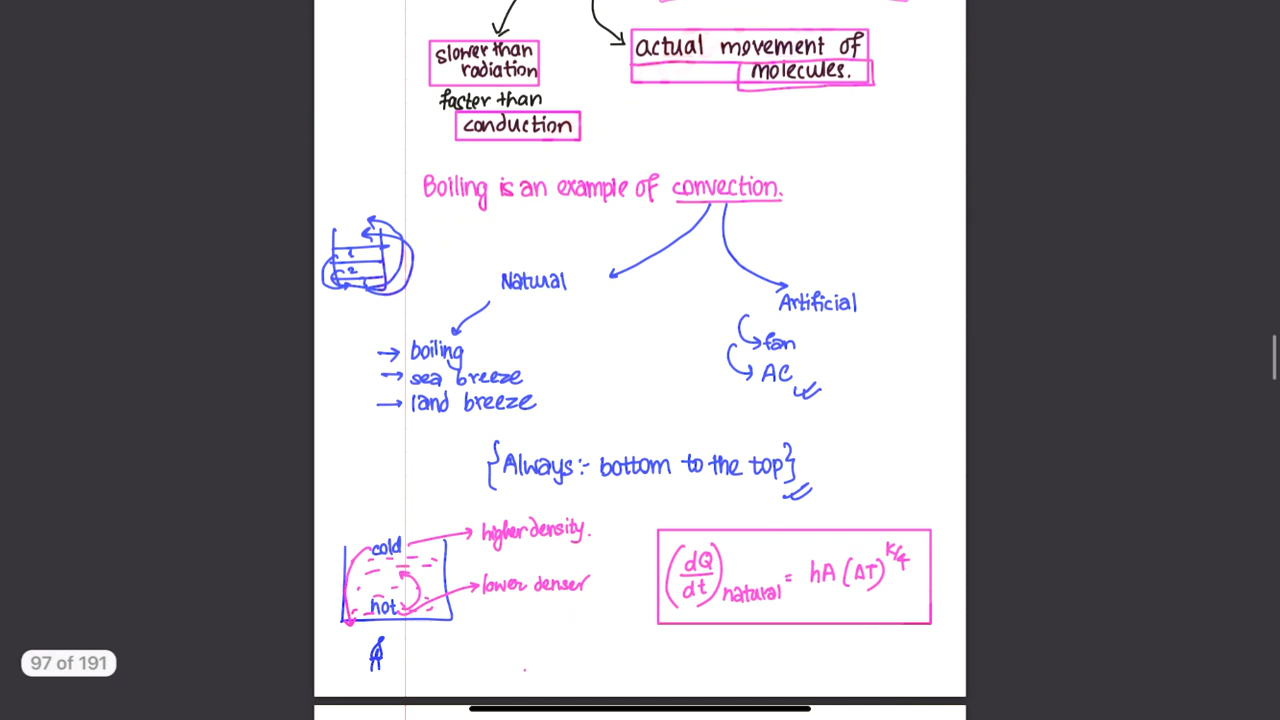 slower than
radiation
faster than
conduction
actual movement of
molecules.
Boiling is an example of convection.
1
2
Natural
Artificial
→ boiling
→ sea breeze
→ land breeze
fan
AC
{Always :- bottom to the top}
cold
higher density.
hot
lower denser
(dQ/dt)natural = hA (ΔT)^
97 of 191